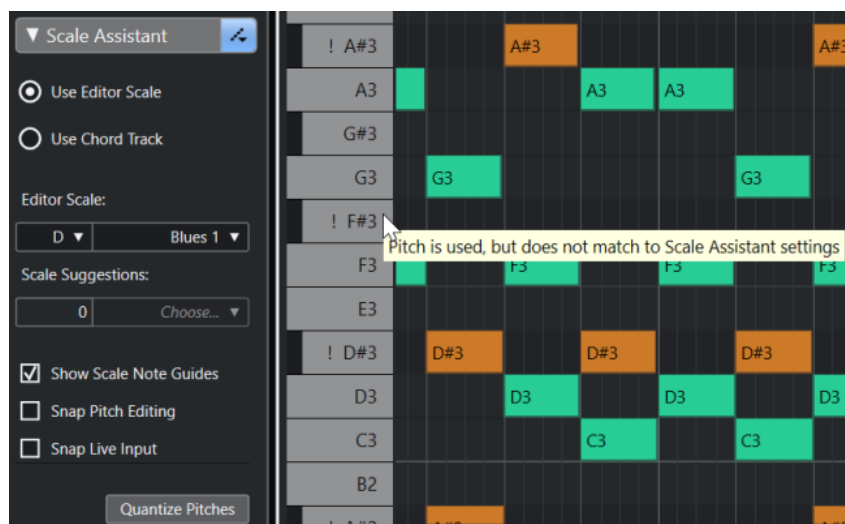 ▼ Scale Assistant
Use Editor Scale
Use Chord Track
Editor Scale:
D ▼ Blues 1 ▼
Scale Suggestions:
0 Choose... ▼
Show Scale Note Guides
Snap Pitch Editing
Snap Live Input
Quantize Pitches
! A#3 A#3 A#3
A3 A3 A3
G#3
G3 G3 G3
! F#3
Pitch is used, but does not match to Scale Assistant settings
F3 F3 F3 F3
E3
! D#3 D#3 D#3 D#3
D3 D3 D3 D3
C3 C3 C3
B2